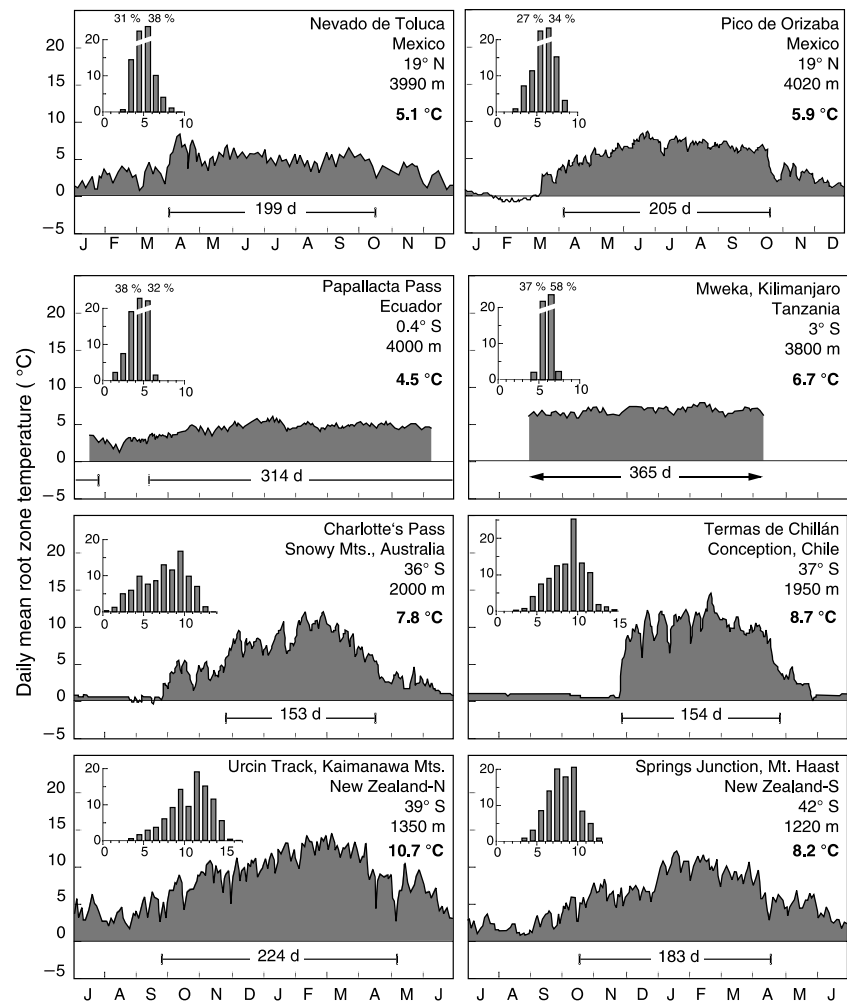 Daily mean root zone temperature ( °C)
31 % 38 %
Nevado de Toluca
Mexico
19° N
3990 m
5.1 °C
20
10
0
0 5 10
20
15
10
5
0
−5
199 d
J F M A M J J A S O N D
27 % 34 %
Pico de Orizaba
Mexico
19° N
4020 m
5.9 °C
20
10
0
0 5 10
205 d
J F M A M J J A S O N D
38 % 32 %
Papallacta Pass
Ecuador
0.4° S
4000 m
4.5 °C
20
10
0
0 10
20
15
10
5
0
−5
314 d
37 % 58 %
Mweka, Kilimanjaro
Tanzania
3° S
3800 m
6.7 °C
20
10
0
0 5 10
365 d
Charlotte‘s Pass
Snowy Mts., Australia
36° S
2000 m
7.8 °C
20
10
0
0 5 10
20
15
10
5
0
−5
153 d
Termas de Chillán
Conception, Chile
37° S
1950 m
8.7 °C
20
10
0
0 5 10 15
154 d
Urcin Track, Kaimanawa Mts.
New Zealand-N
39° S
1350 m
10.7 °C
20
10
0
0 5 10 15
20
15
10
5
0
−5
224 d
J A S O N D J F M A M J
Springs Junction, Mt. Haast
New Zealand-S
42° S
1220 m
8.2 °C
20
10
0
0 5 10
183 d
J A S O N D J F M A M J